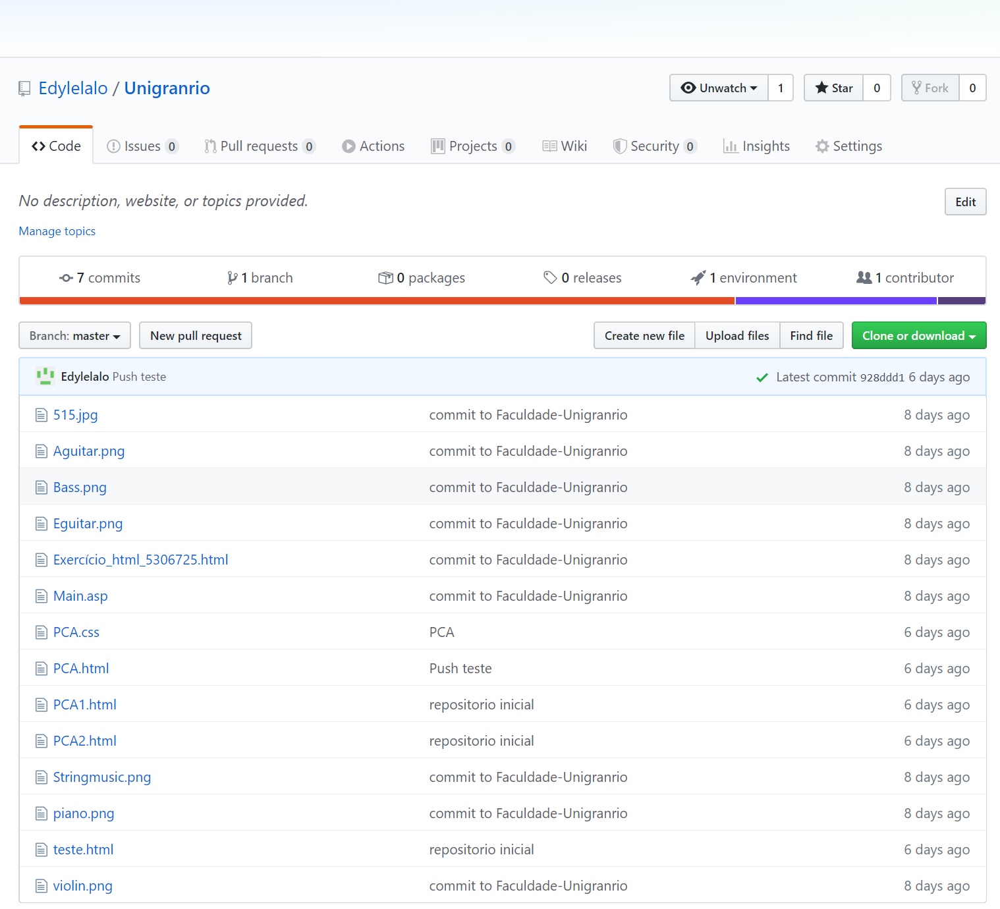 Edylelalo / Unigranrio Unwatch 1 Star 0 Fork 0
Code Issues 0 Pull requests 0 Actions Projects 0 Wiki Security 0 Insights Settings
No description, website, or topics provided. Edit
Manage topics
7 commits 1 branch 0 packages 0 releases 1 environment 1 contributor
Branch: master New pull request Create new file Upload files Find file Clone or download
Edylelalo Push teste Latest commit 928ddd1 6 days ago
515.jpg commit to Faculdade-Unigranrio 8 days ago
Aguitar.png commit to Faculdade-Unigranrio 8 days ago
Bass.png commit to Faculdade-Unigranrio 8 days ago
Eguitar.png commit to Faculdade-Unigranrio 8 days ago
Exercício_html_5306725.html commit to Faculdade-Unigranrio 8 days ago
Main.asp commit to Faculdade-Unigranrio 8 days ago
PCA.css PCA 6 days ago
PCA.html Push teste 6 days ago
PCA1.html repositorio inicial 6 days ago
PCA2.html repositorio inicial 6 days ago
Stringmusic.png commit to Faculdade-Unigranrio 8 days ago
piano.png commit to Faculdade-Unigranrio 8 days ago
teste.html repositorio inicial 6 days ago
violin.png commit to Faculdade-Unigranrio 8 days ago